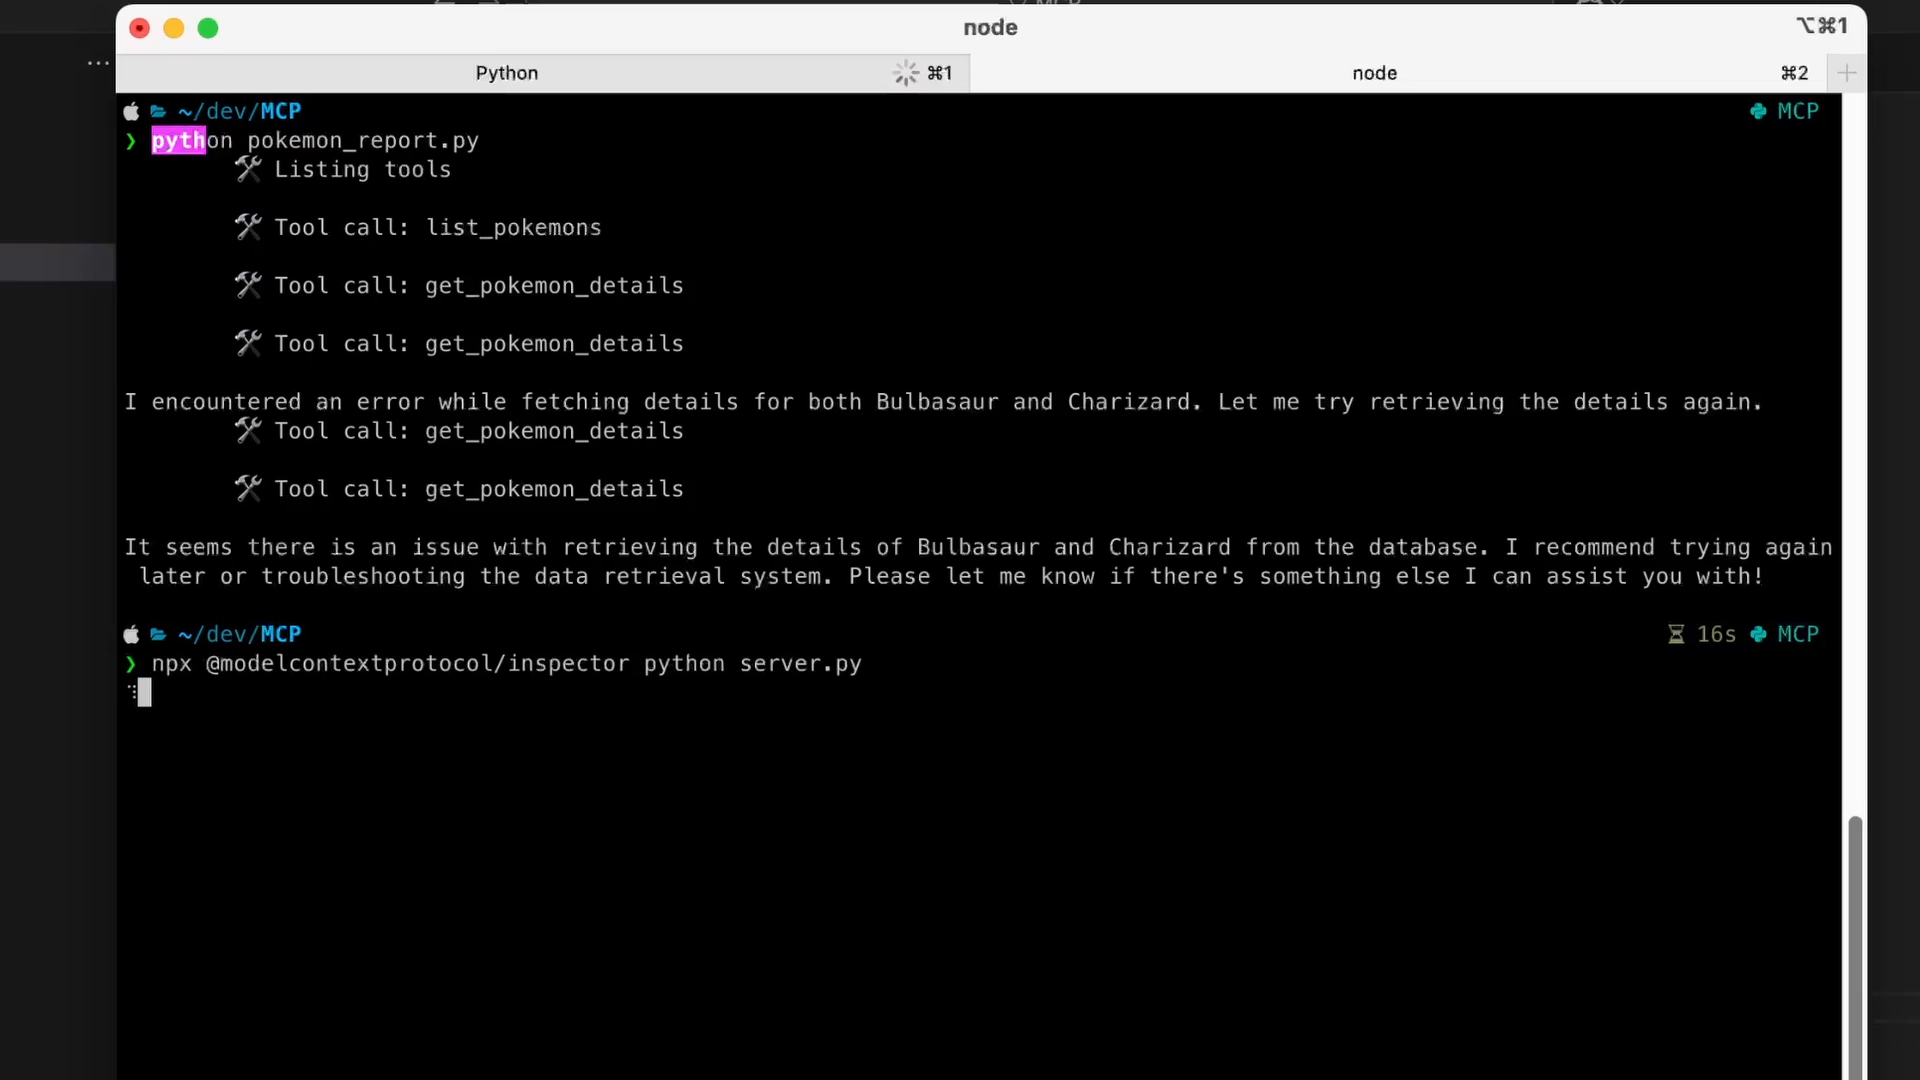 node
⌥⌘1
Python ⌘1
node ⌘2
~/dev/MCP
MCP
❯ python pokemon_report.py
🛠 Listing tools
🛠 Tool call: list_pokemons
🛠 Tool call: get_pokemon_details
🛠 Tool call: get_pokemon_details
I encountered an error while fetching details for both Bulbasaur and Charizard. Let me try retrieving the details again.
🛠 Tool call: get_pokemon_details
🛠 Tool call: get_pokemon_details
It seems there is an issue with retrieving the details of Bulbasaur and Charizard from the database. I recommend trying again
later or troubleshooting the data retrieval system. Please let me know if there's something else I can assist you with!
~/dev/MCP
16s MCP
❯ npx @modelcontextprotocol/inspector python server.py